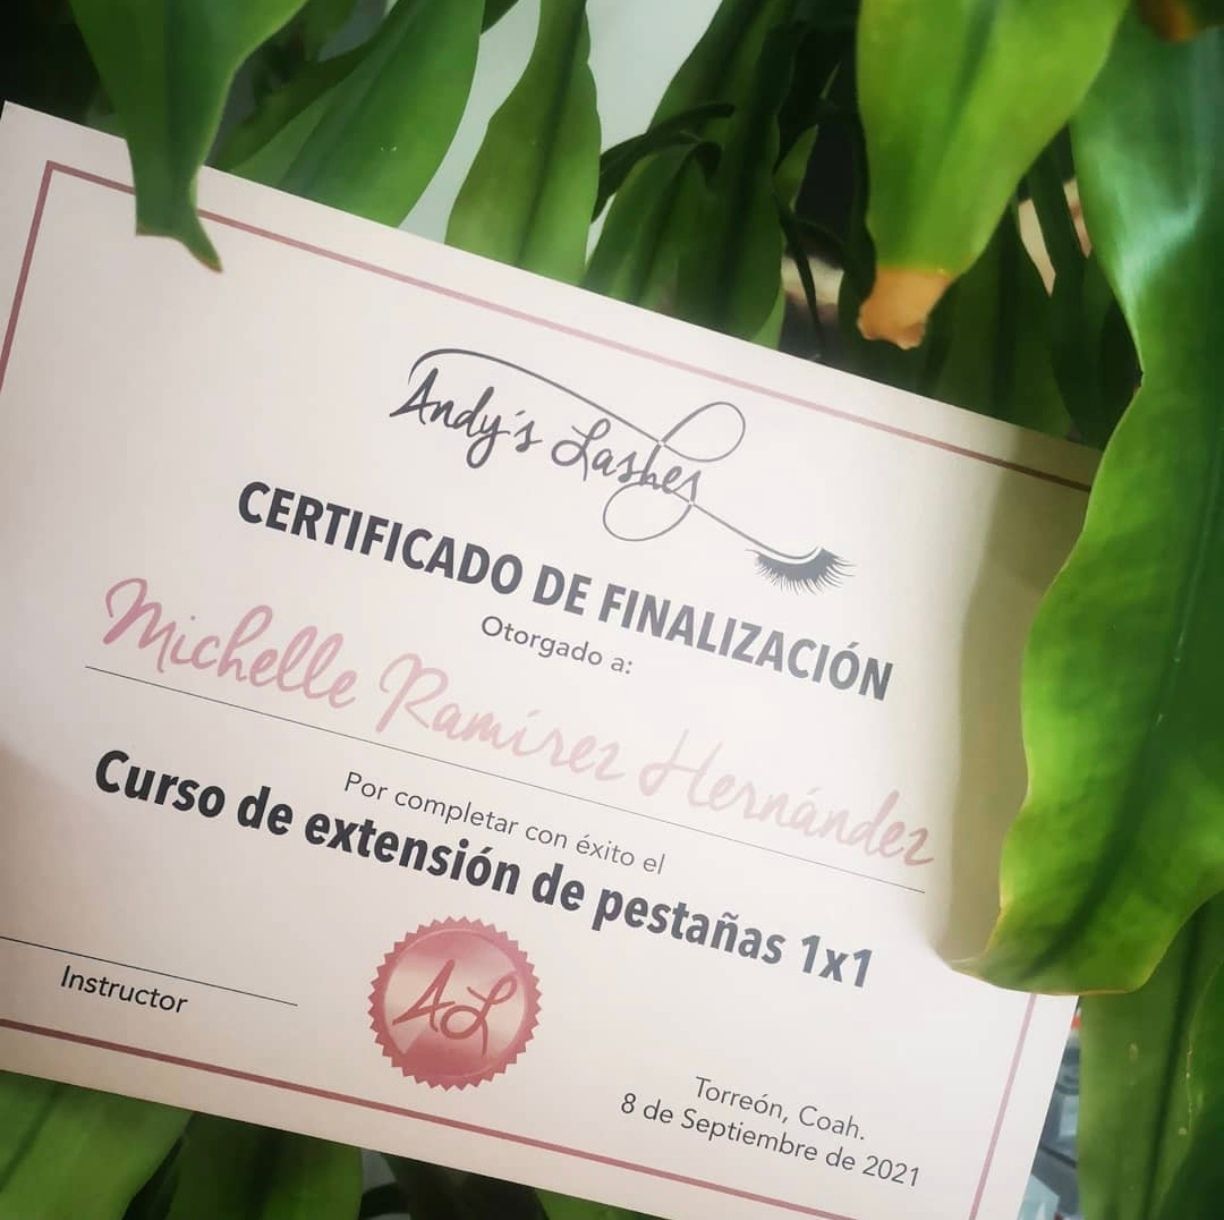 Andy´s Lashes
CERTIFICADO DE FINALIZACIÓN
Otorgado a:
Michelle Ramírez Hernández
Por completar con éxito el
Curso de extensión de pestañas 1x1
Instructor
AL
Torreón, Coah.
8 de Septiembre de 2021